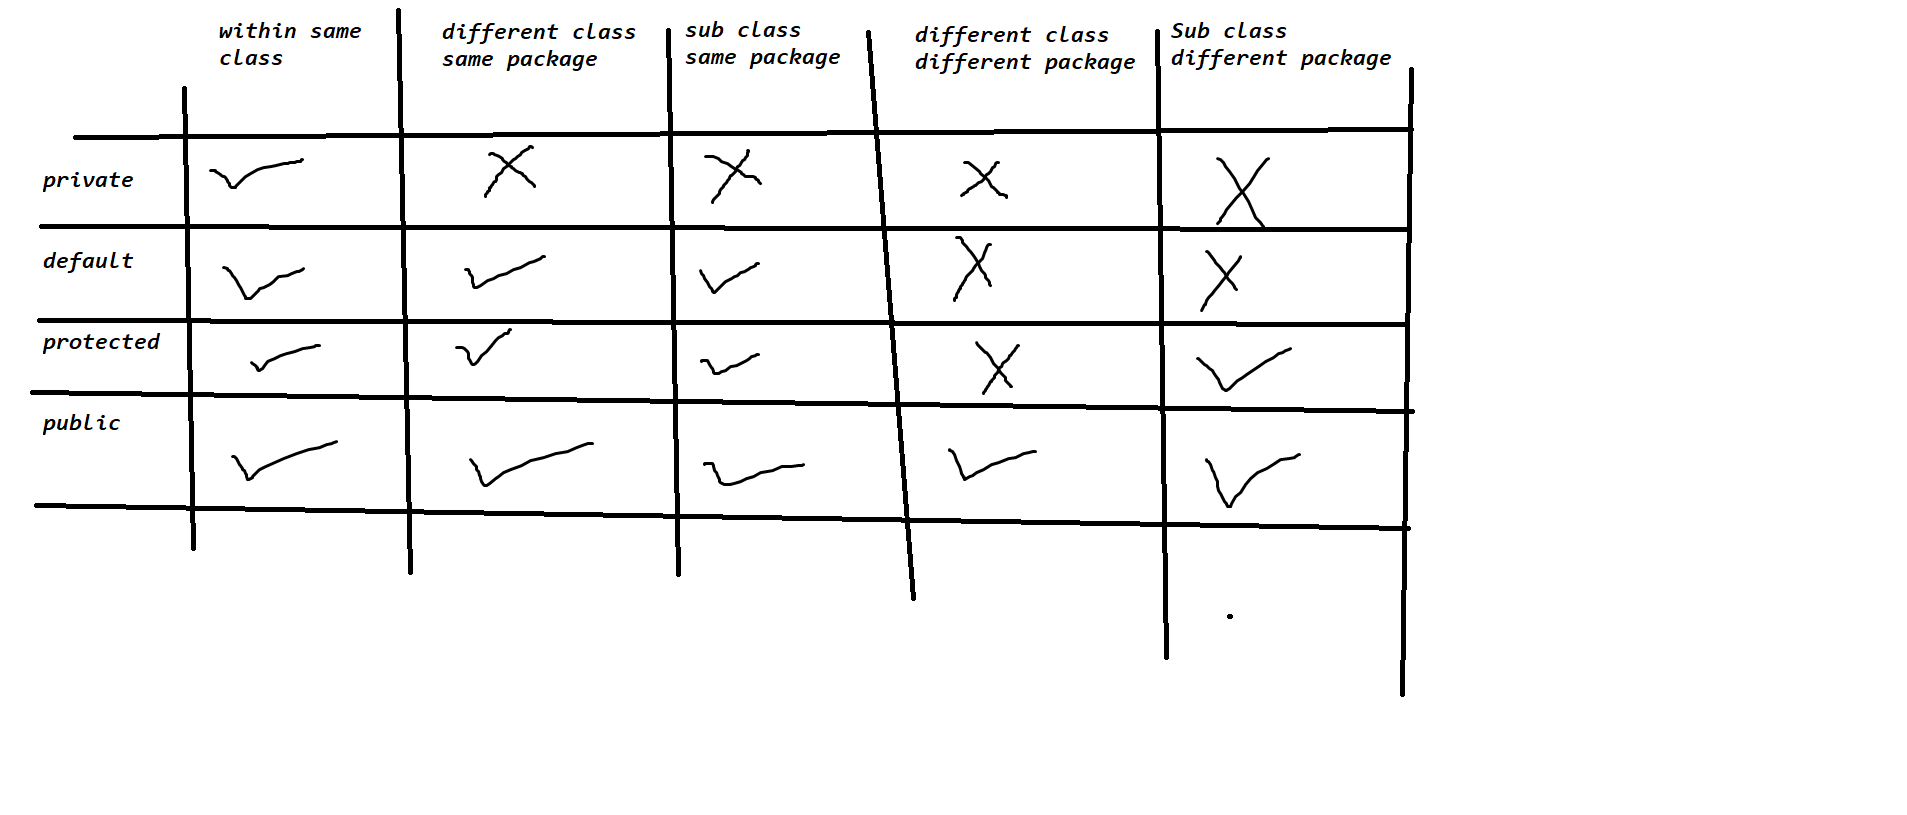 within same
class
different class
same package
sub class
same package
different class
different package
Sub class
different package
private
default
protected
public